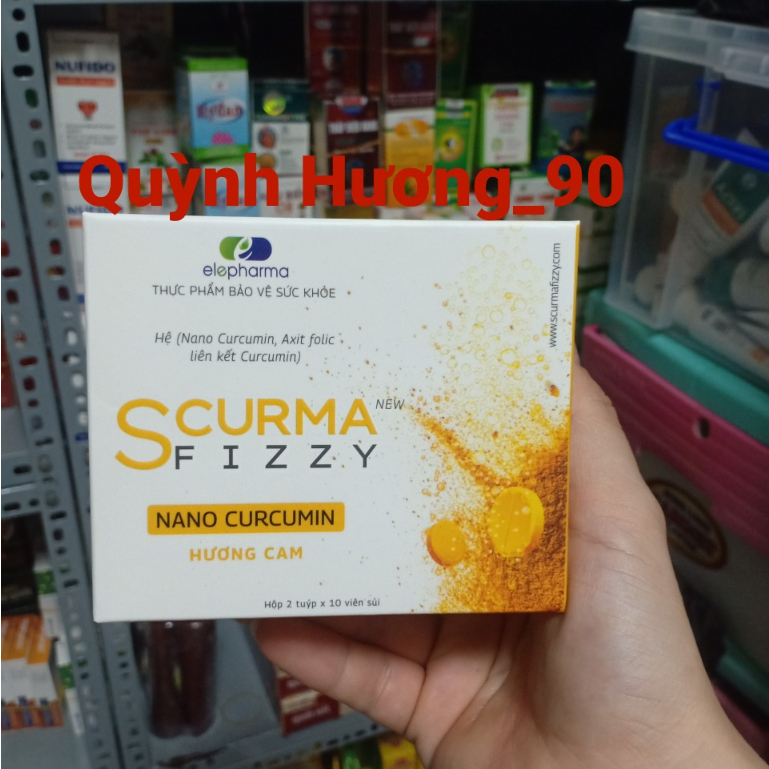 NUFIDO
Quỳnh Hương_90
elepharma
THỰC PHẨM BẢO VỆ SỨC KHỎE
www.scurmafizzy.com
Hệ (Nano Curcumin, Axit folic
liên kết Curcumin)
SCURMA NEW
FIZZY
NANO CURCUMIN
HƯƠNG CAM
Hộp 2 tuýp x 10 viên sủi